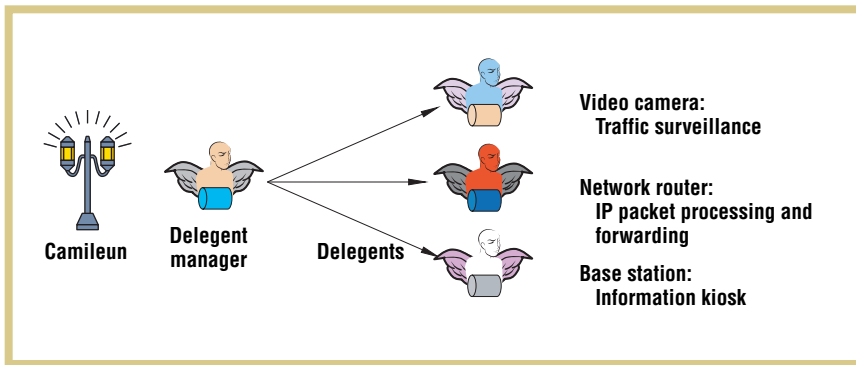 Camileun
Delegent
manager
Delegents
Video camera:
Traffic surveillance
Network router:
IP packet processing and
forwarding
Base station:
Information kiosk